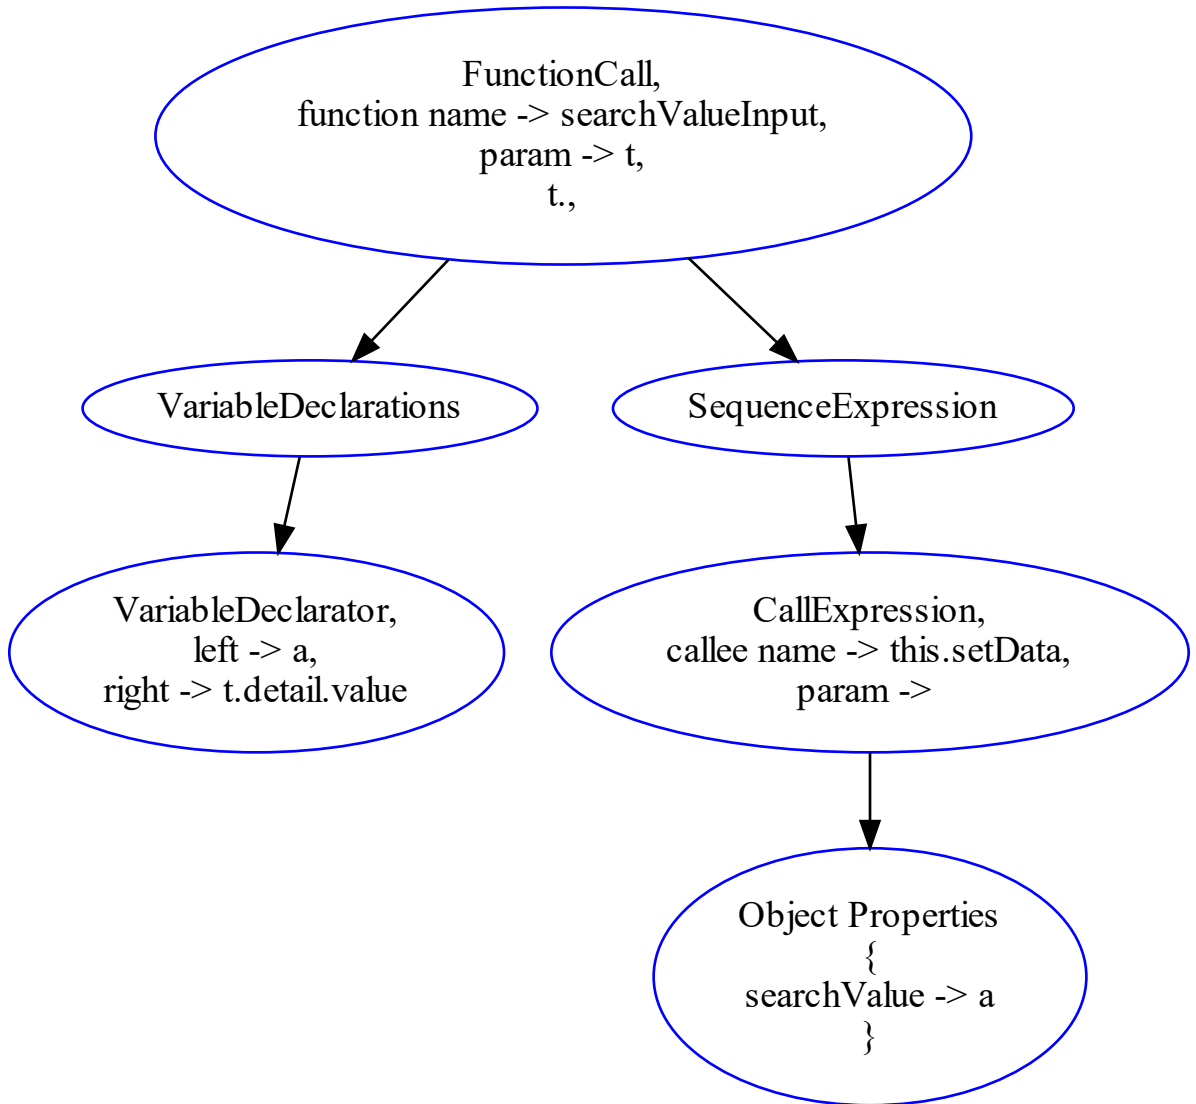 FunctionCall,
function name -> searchValueInput,
param -> t,
t.,
VariableDeclarations
SequenceExpression
VariableDeclarator,
left -> a,
right -> t.detail.value
CallExpression,
callee name -> this.setData,
param ->
Object Properties
{
searchValue -> a
}